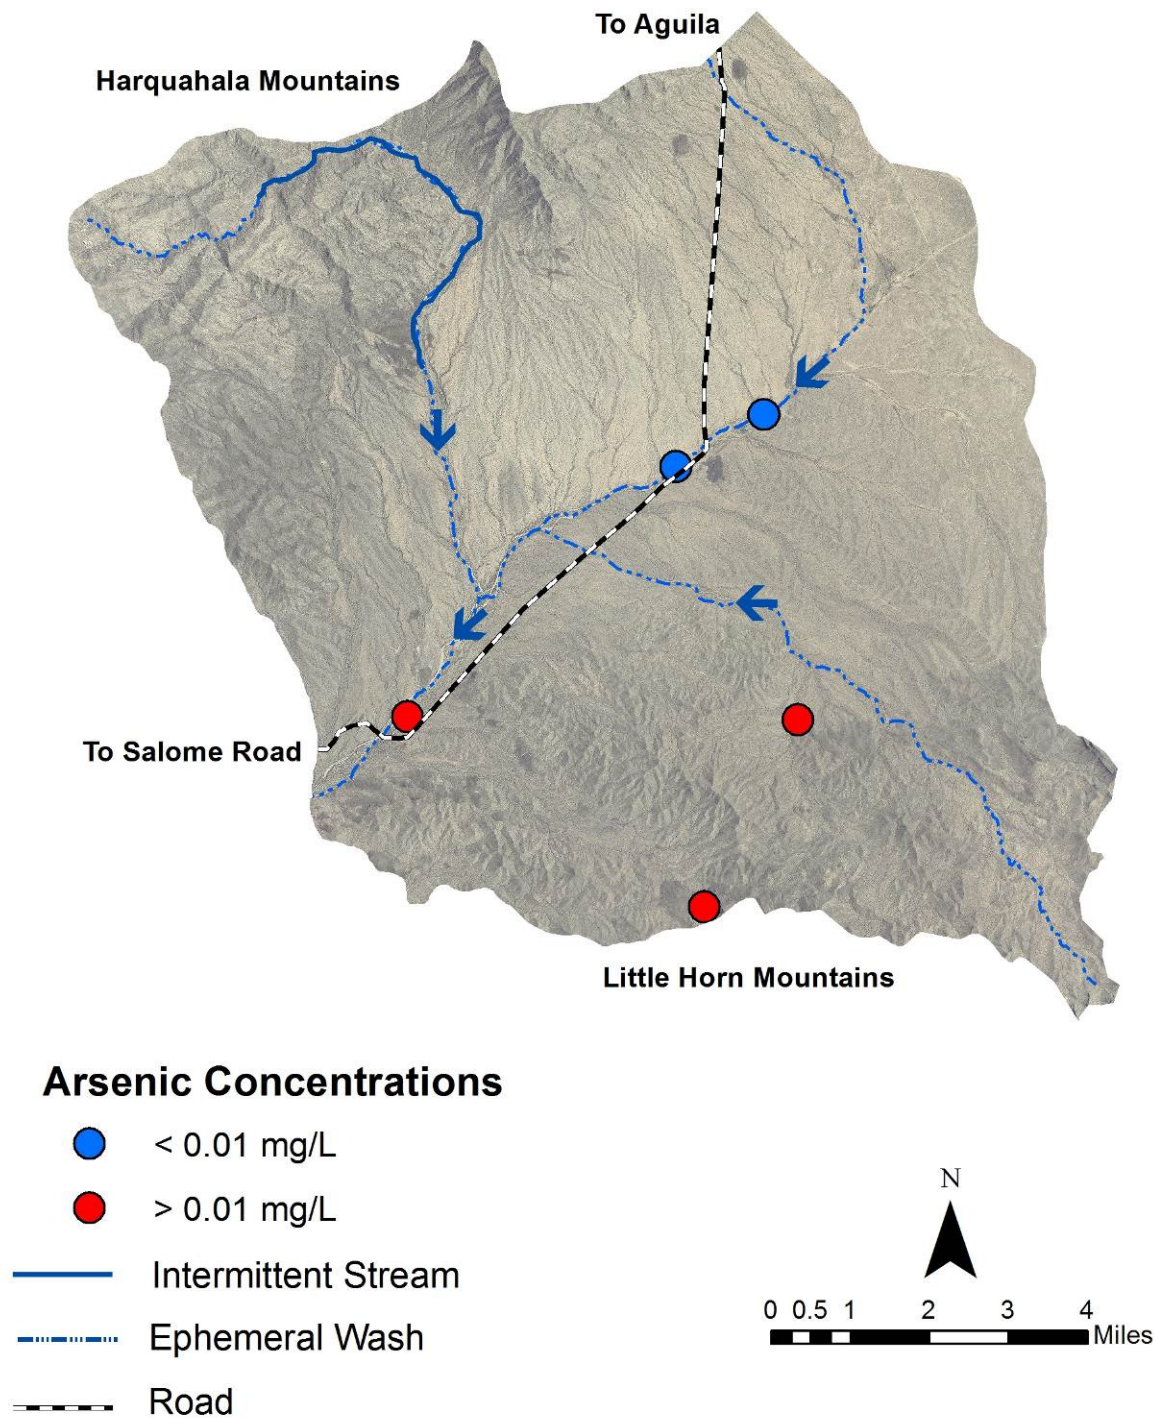 To Aguila
Harquahala Mountains
To Salome Road
Little Horn Mountains
Arsenic Concentrations
< 0.01 mg/L
> 0.01 mg/L
Intermittent Stream
Ephemeral Wash
Road
N
0 0.5 1 2 3 4
Miles